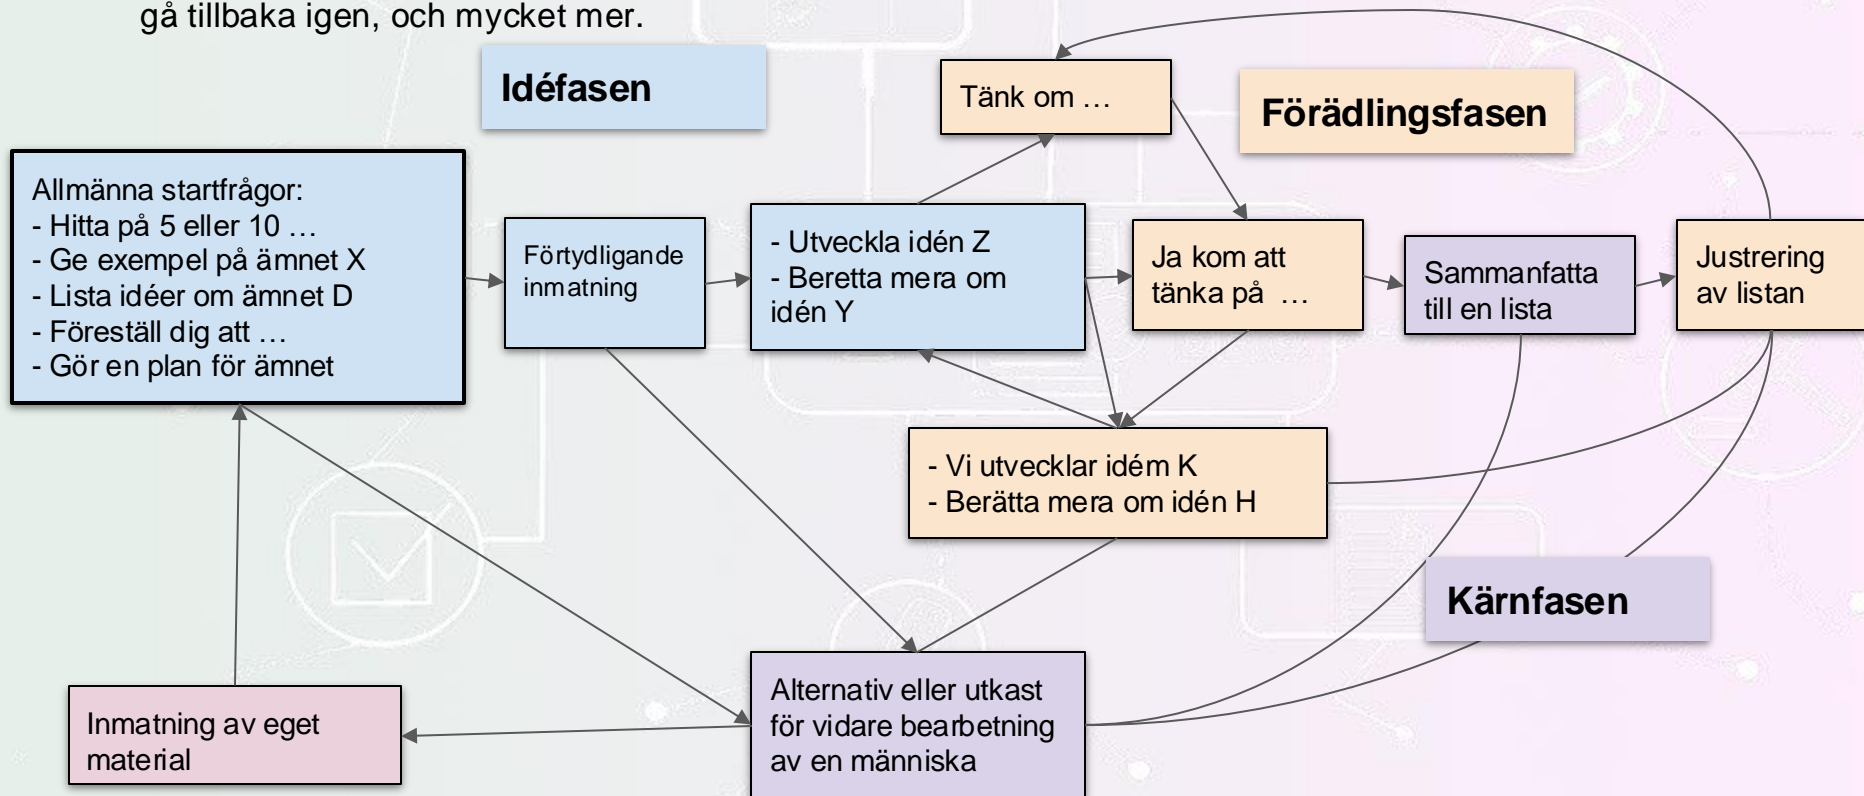 gå tillbaka igen, och mycket mer.
Idéfasen
Tänk om …
Förädlingsfasen
Allmänna startfrågor:
- Hitta på 5 eller 10 …
- Ge exempel på ämnet X
- Lista idéer om ämnet D
- Föreställ dig att …
- Gör en plan för ämnet
Förtydligande
inmatning
- Utveckla idén Z
- Beretta mera om
idén Y
Ja kom att
tänka på …
Sammanfatta
till en lista
Justrering
av listan
- Vi utvecklar idém K
- Berätta mera om idén H
Kärnfasen
Inmatning av eget
material
Alternativ eller utkast
för vidare bearbetning
av en människa